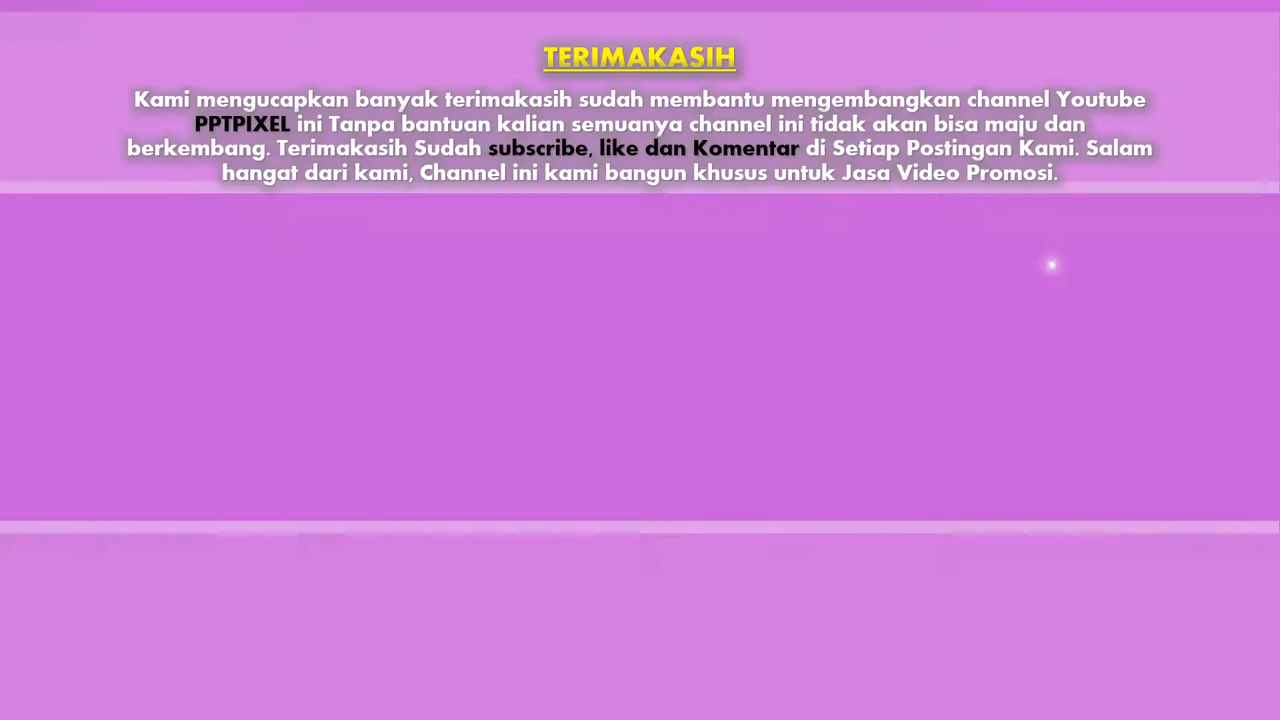 TERIMAKASIH
Kami mengucapkan banyak terimakasih sudah membantu mengembangkan channel Youtube
PPTPIXEL ini Tanpa bantuan kalian semuanya channel ini tidak akan bisa maju dan
berkembang. Terimakasih Sudah subscribe, like dan Komentar di Setiap Postingan Kami. Salam
hangat dari kami, Channel ini kami bangun khusus untuk Jasa Video Promosi.